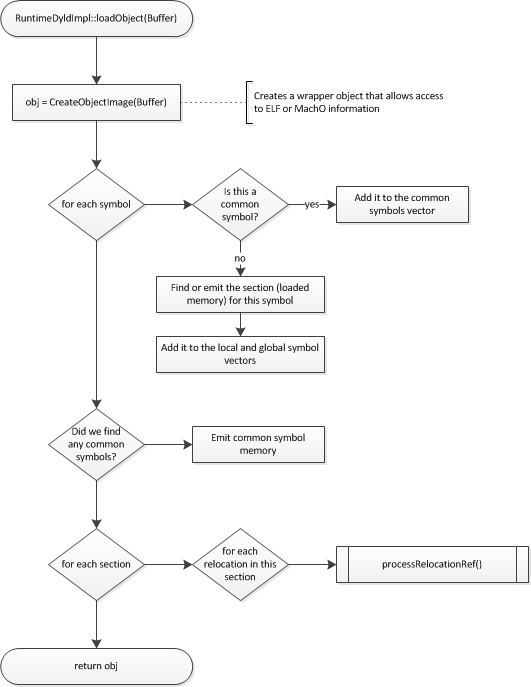 RuntimeDyldImpl::loadObject(Buffer)
obj = CreateObjectImage(Buffer)
Creates a wrapper object that allows access
to ELF or MachO information
for each symbol
Is this a
common
symbol?
yes
Add it to the common
symbols vector
no
Find or emit the section (loaded
memory) for this symbol
Add it to the local and global symbol
vectors
Did we find
any common
symbols?
Emit common symbol
memory
for each section
for each
relocation in this
section
processRelocationRef()
return obj